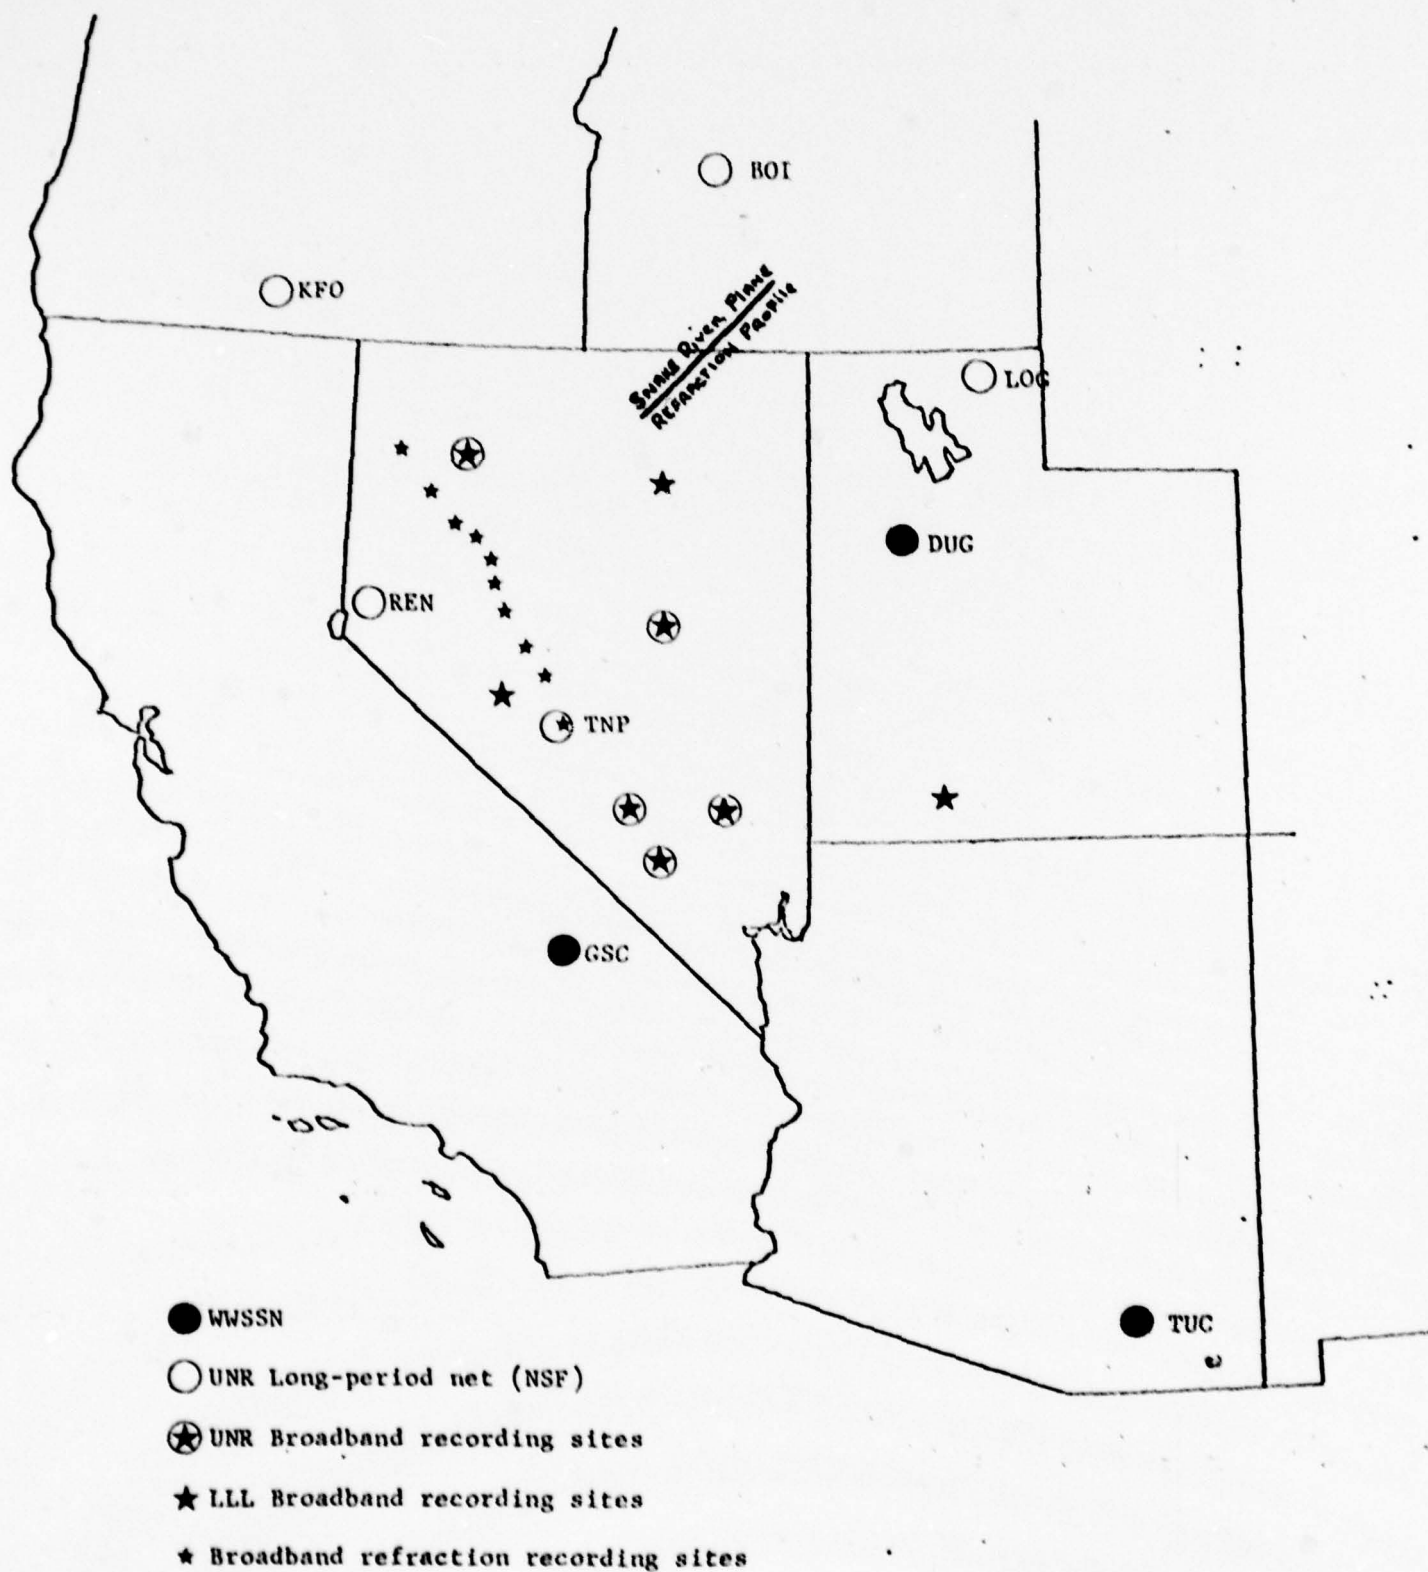 BOI
KFO
SNAKE RIVER PLANE
REFRACTION PROFILE
LOG
DUG
REN
TNP
GSC
TUC
WWSSN
UNR Long-period net (NSF)
UNR Broadband recording sites
LLL Broadband recording sites
Broadband refraction recording sites